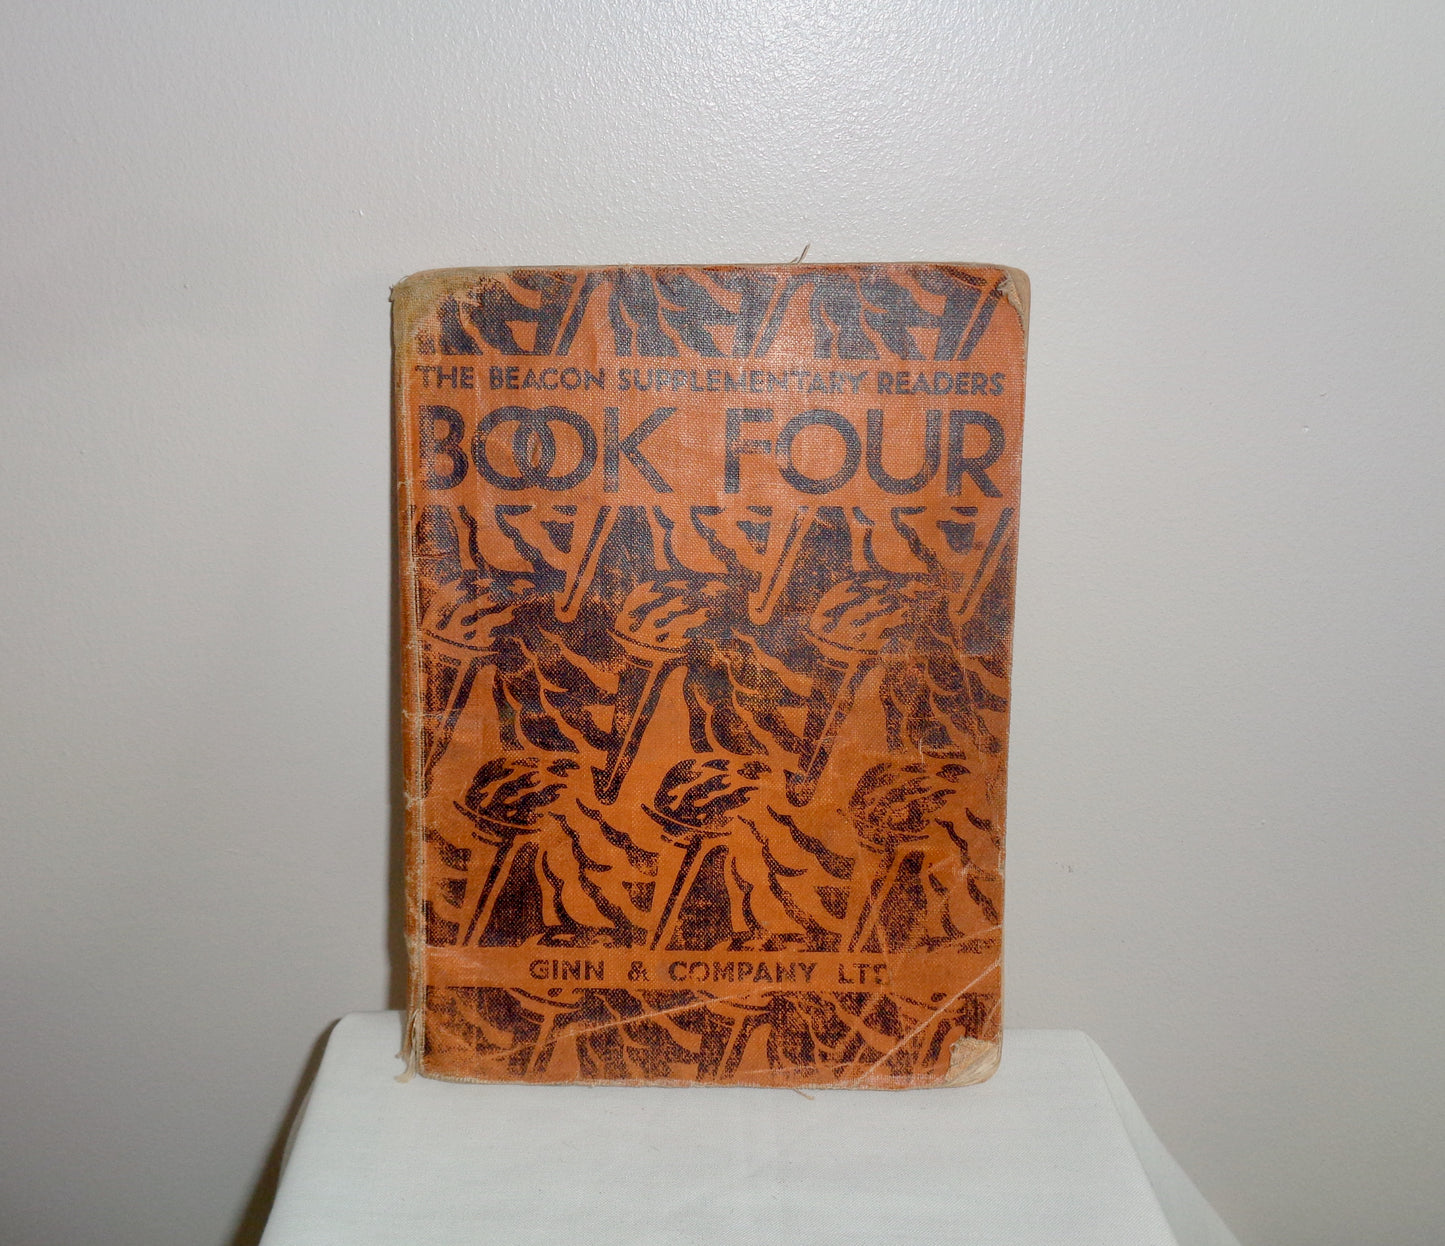 THE BEACON SUPPLEMENTARY READERS
BOOK FOUR
GINN & COMPANY LTD